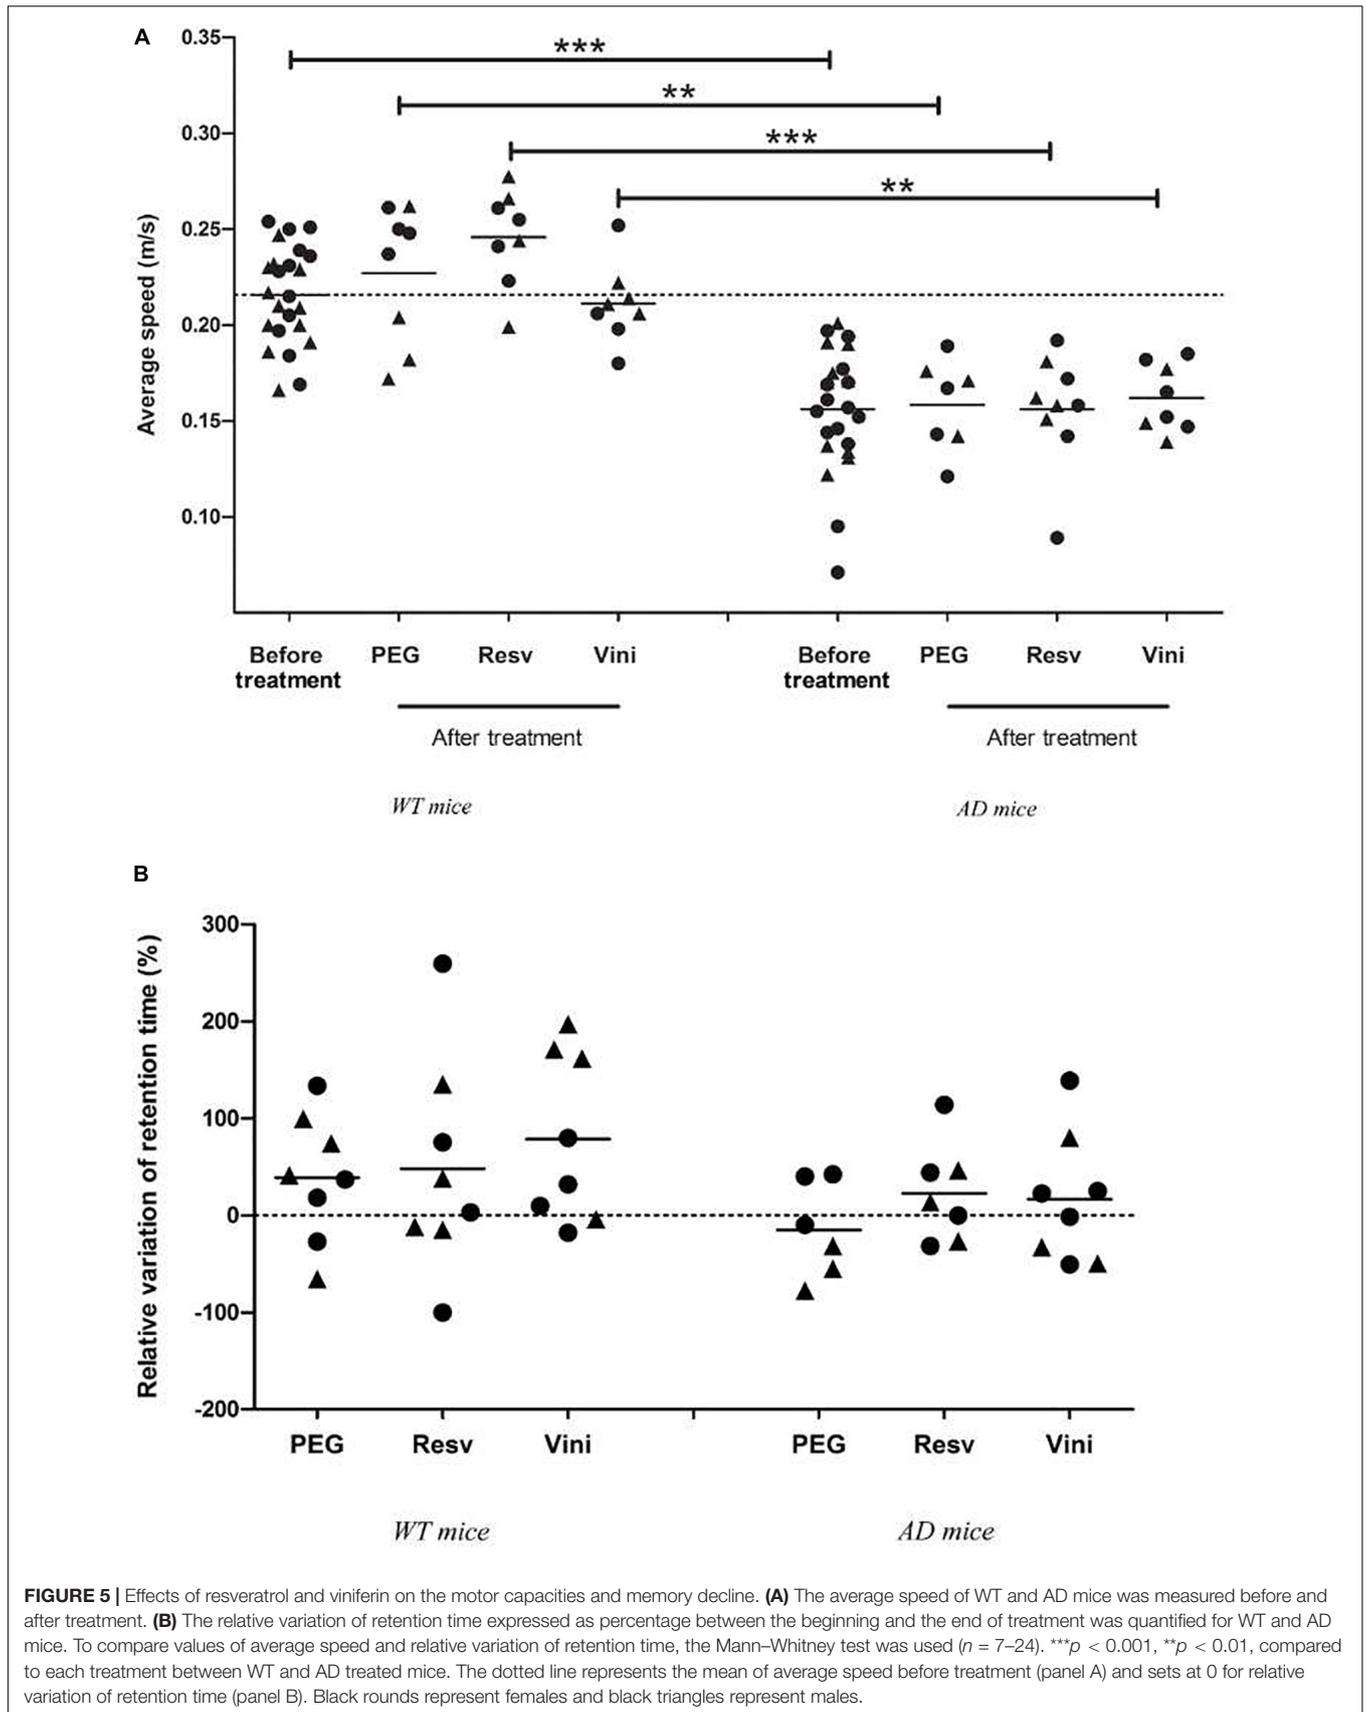 A
0.35
***
**
0.30
***
**
0.25
Average speed (m/s)
0.20
0.15
0.10
Before treatment
PEG
Resv
Vini
Before treatment
PEG
Resv
Vini
After treatment
After treatment
WT mice
AD mice
B
300
200
100
0
-100
-200
Relative variation of retention time (%)
PEG
Resv
Vini
PEG
Resv
Vini
WT mice
AD mice
FIGURE 5 | Effects of resveratrol and viniferin on the motor capacities and memory decline. (A) The average speed of WT and AD mice was measured before and
after treatment. (B) The relative variation of retention time expressed as percentage between the beginning and the end of treatment was quantified for WT and AD
mice. To compare values of average speed and relative variation of retention time, the Mann–Whitney test was used (n = 7–24). ***p < 0.001, **p < 0.01, compared
to each treatment between WT and AD treated mice. The dotted line represents the mean of average speed before treatment (panel A) and sets at 0 for relative
variation of retention time (panel B). Black rounds represent females and black triangles represent males.